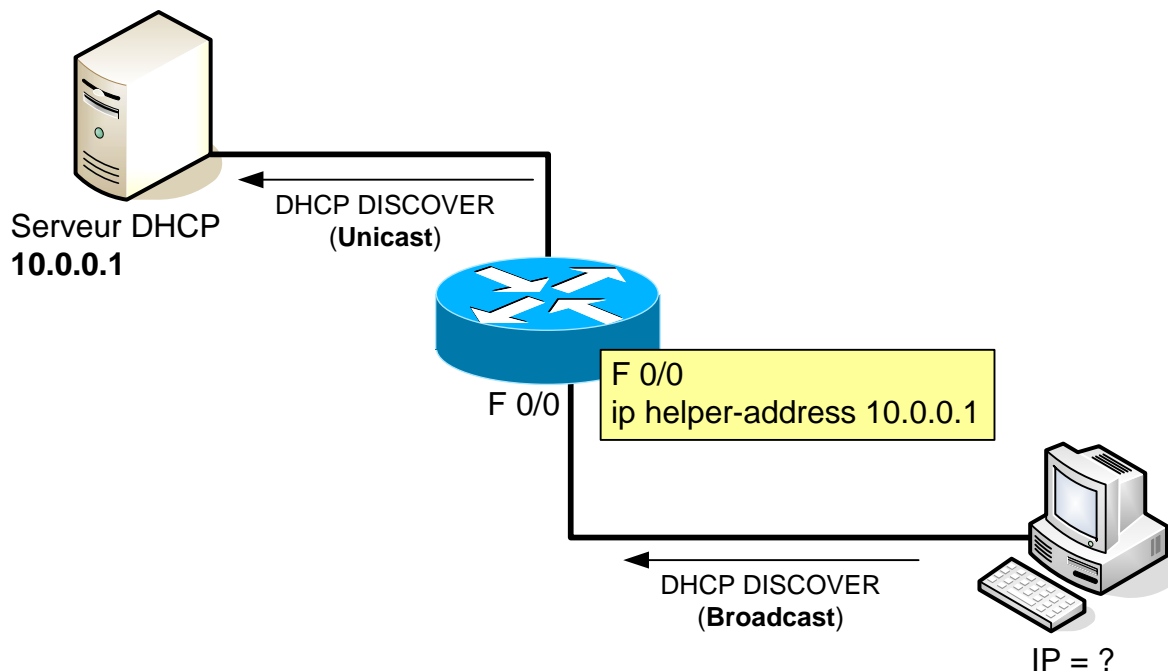 DHCP DISCOVER
(Unicast)
Serveur DHCP
10.0.0.1
F 0/0
F 0/0
ip helper-address 10.0.0.1
DHCP DISCOVER
(Broadcast)
IP = ?